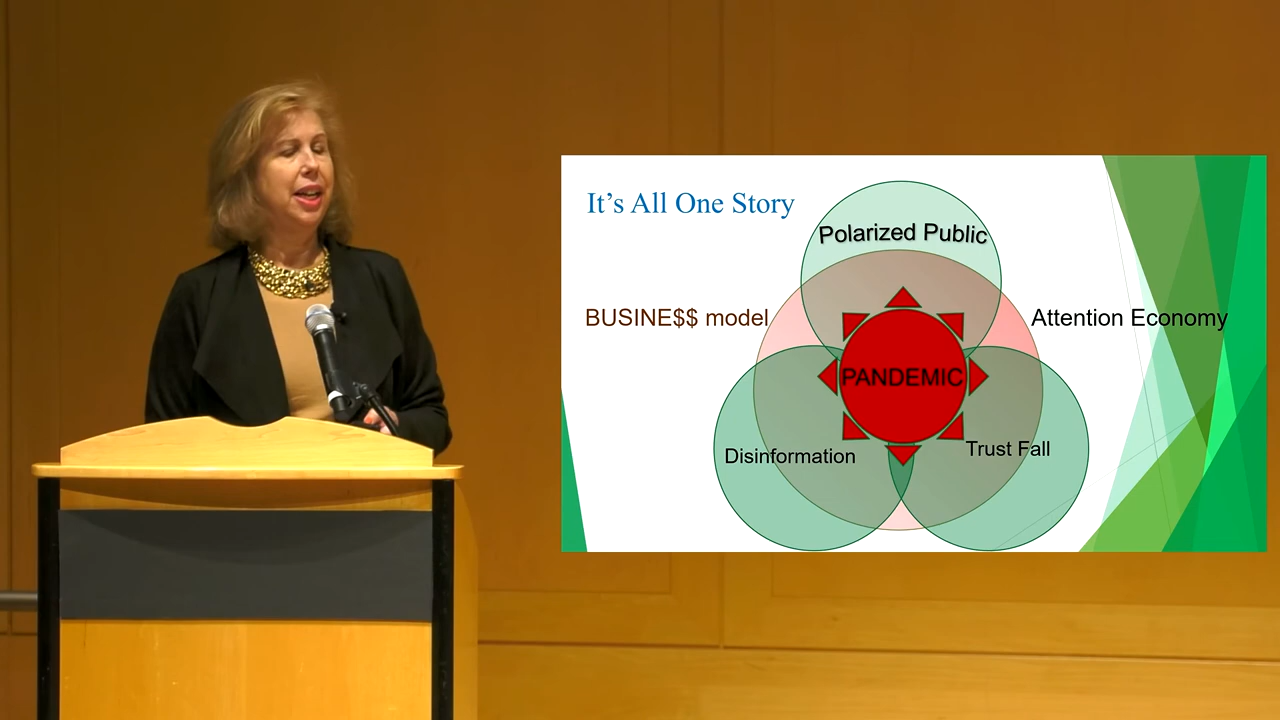 It's All One Story
Polarized Public
BUSINE$$ model
Attention Economy
PANDEMIC
Disinformation
Trust Fall